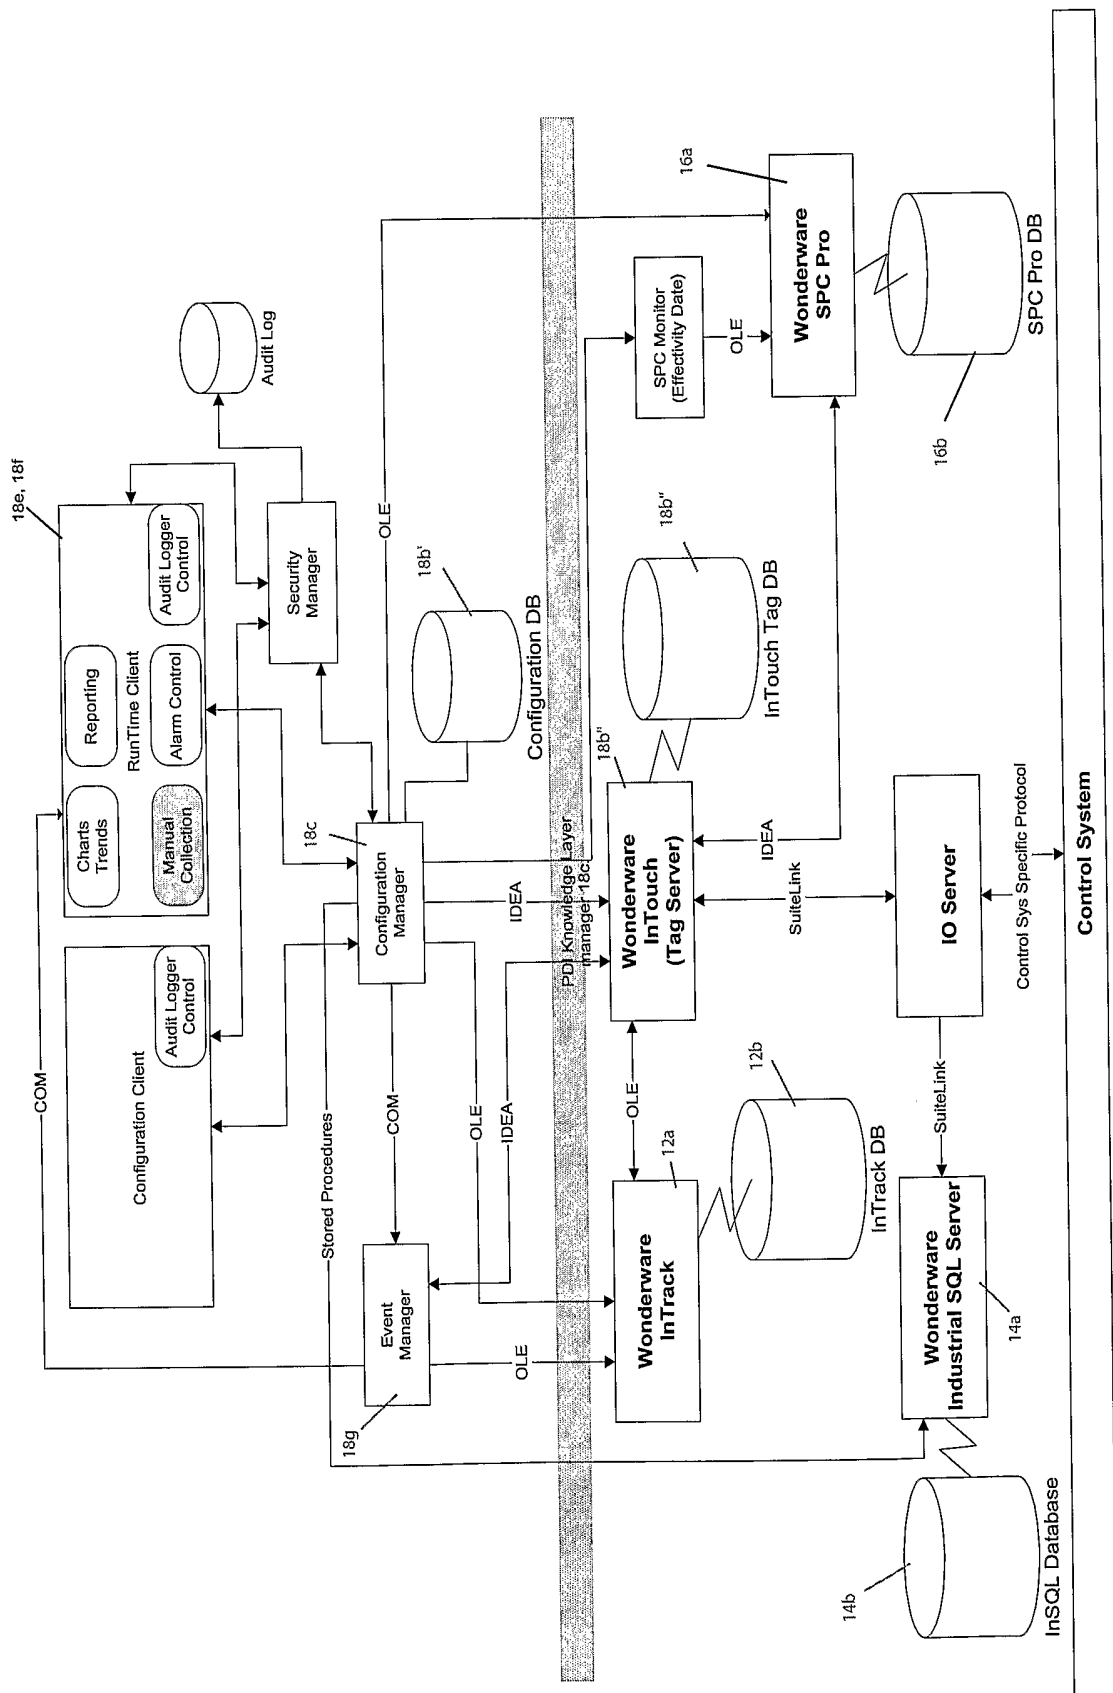 18e, 18f
Configuration Client
Audit Logger
Control
Charts
Trends
Reporting
RunTime Client
Manual
Collection
Alarm Control
Audit Logger
Control
COM
Audit Log
Security
Manager
Stored Procedures
18c
Configuration
Manager
18b'
Configuration DB
OLE
COM
OLE
IDEA
IDEA
Event
Manager
18g
OLE
PDI Knowledge Layer
manager 18c
SPC Monitor
(Effectivity Date)
OLE
16a
Wonderware
SPC Pro
16b
SPC Pro DB
18b"
Wonderware
InTouch
(Tag Server)
18b"
InTouch Tag DB
OLE
12a
Wonderware
InTrack
12b
InTrack DB
SuiteLink
IDEA
IO Server
SuiteLink
Wonderware
Industrial SQL Server
14a
14b
InSQL Database
Control Sys Specific Protocol
Control System